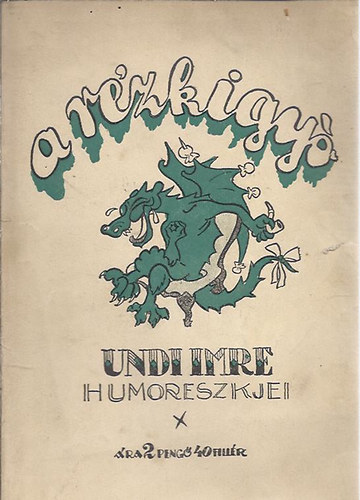 a rézkigyó
UNDI IMRE
HUMORESZKJEI
X
ÁRA 2 PENGŐ 40 FILLÉR